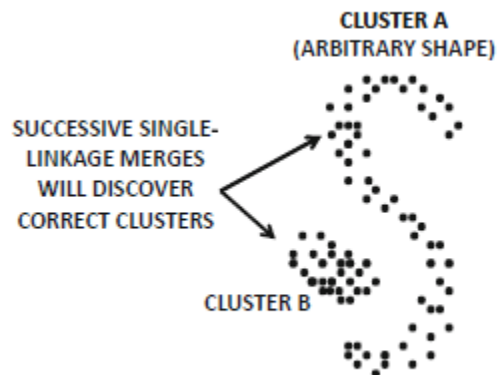 CLUSTER A
(ARBITRARY SHAPE)
SUCCESSIVE SINGLE-
LINKAGE MERGES
WILL DISCOVER
CORRECT CLUSTERS
CLUSTER B